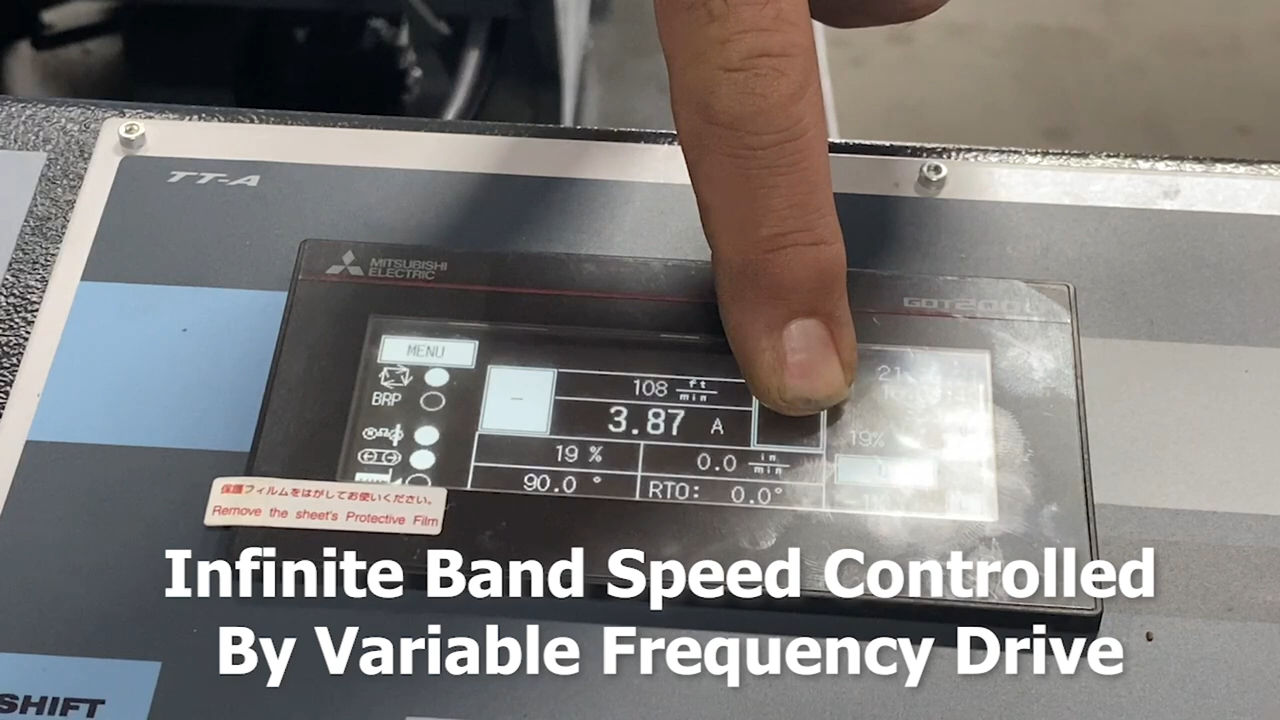 TT-A
MITSUBISHI
ELECTRIC
MENU
BRP
108 ft/min
3.87 A
19 %
0.0 in/min
90.0 °
RTO: 0.0°
19%
保護フィルムをはがしてお使いください。
Remove the sheet's Protective Film
Infinite Band Speed Controlled
By Variable Frequency Drive
SHIFT